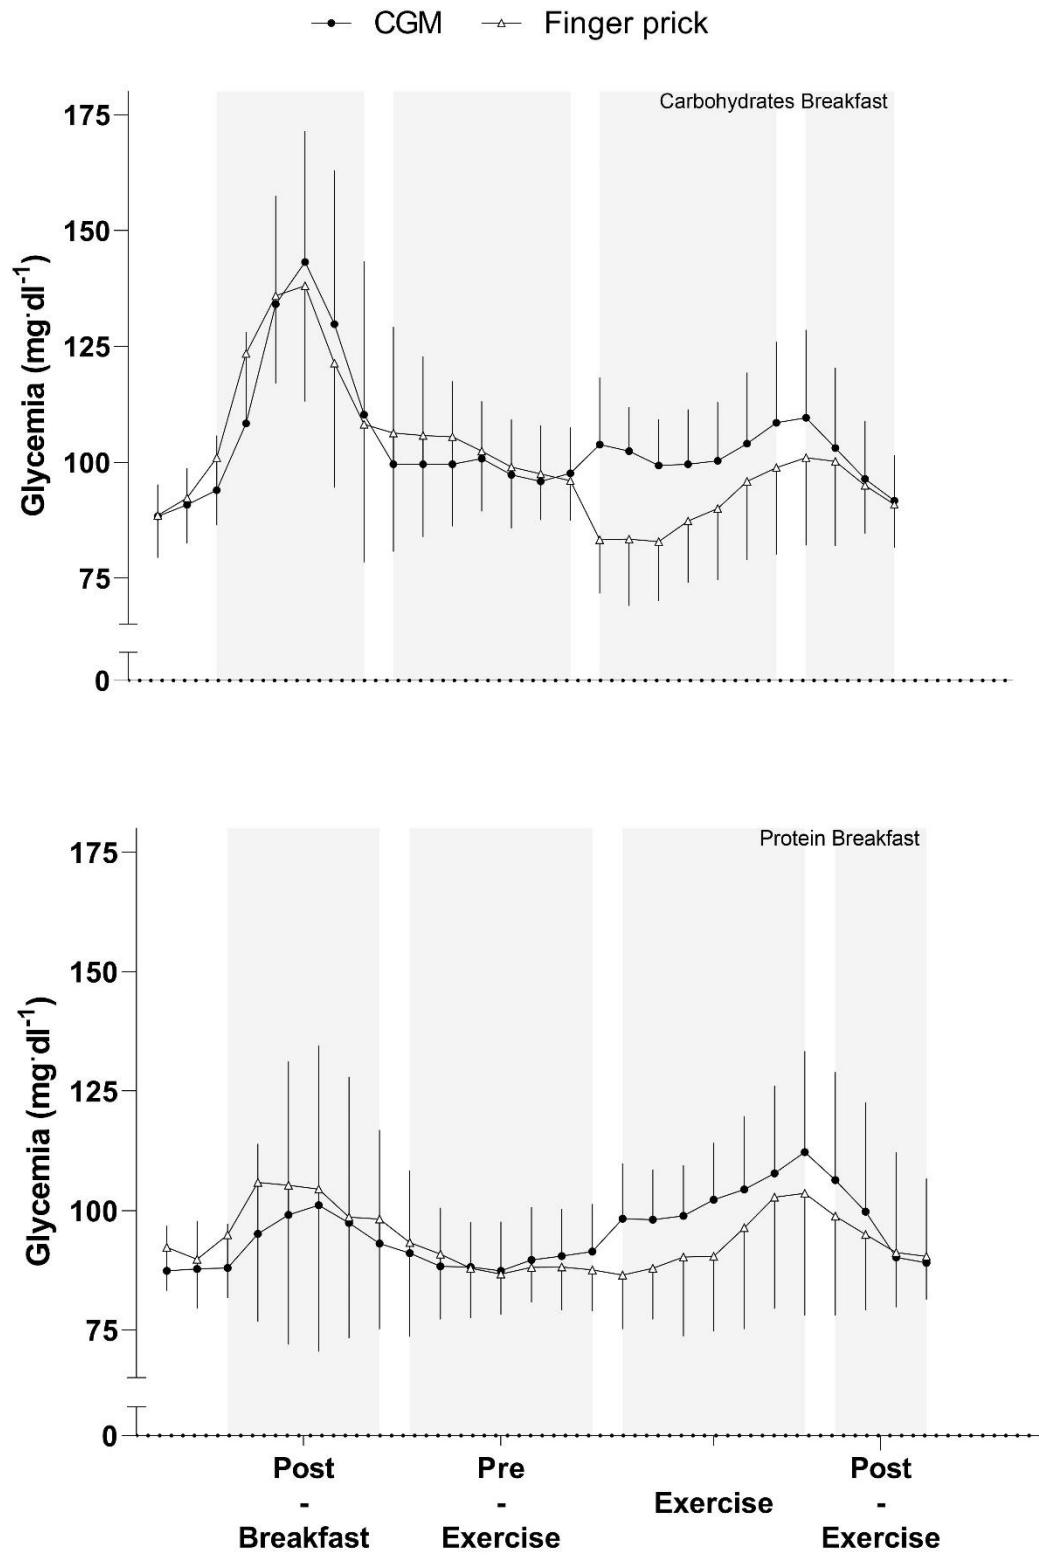 CGM Finger prick
Carbohydrates Breakfast
175
150
125
100
75
0
Glycemia (mg·dl⁻¹)
Protein Breakfast
175
150
125
100
75
0
Glycemia (mg·dl⁻¹)
Post
-
Breakfast
Pre
-
Exercise
Exercise
Post
-
Exercise